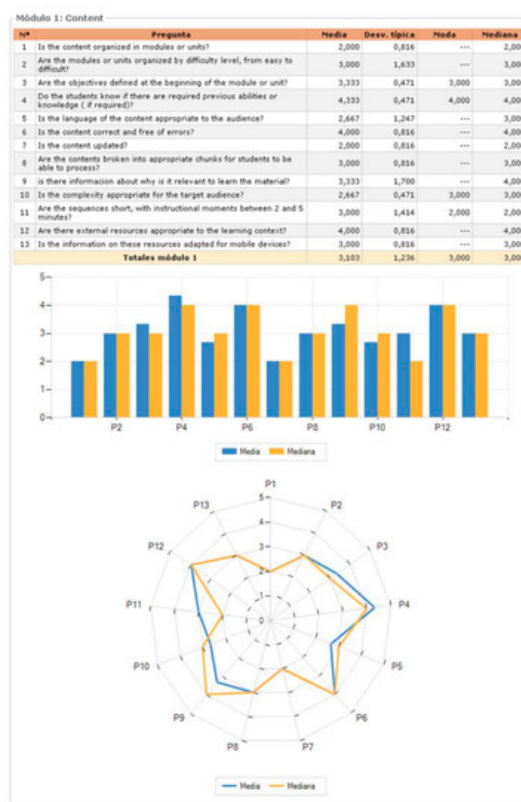 Módulo 1: Content
Nº Pregunta Media Desv. típica Moda Mediana
1 Is the content organized in modules or units? 2,000 0,816 --- 2,00
2 Are the modules or units organized by difficulty level, from easy to
difficult? 3,000 1,633 --- 3,00
3 Are the objectives defined at the beginning of the module or unit? 3,333 0,471 3,000 3,00
4 Do the students know if there are required previous abilities or
knowledge ( if required)? 4,333 0,471 4,000 4,00
5 Is the language of the content appropriate to the audience? 2,667 1,247 --- 3,00
6 Is the content correct and free of errors? 4,000 0,816 --- 4,00
7 Is the content updated? 2,000 0,816 --- 2,00
8 Are the contents broken into appropriate chunks for students to be
able to process? 3,000 0,816 --- 3,00
9 is there informacion about why is it relevant to learn the material? 3,333 1,700 --- 4,00
10 Is the complexity appropriate for the target audience? 2,667 0,471 3,000 3,00
11 Are the sequences short, with instructional moments between 2 and 5
minutes? 3,000 1,414 2,000 2,00
12 Are there external resources appropriate to the learning context? 4,000 0,816 --- 4,00
13 Is the information on these resources adapted for mobile devices? 3,000 0,816 --- 3,00
Totales módulo 1 3,103 1,236 3,000 3,00
5
4
3
2
1
0
P2 P4 P6 P8 P10 P12
Media Mediana
P1
P2
P3
P4
P5
P6
P7
P8
P9
P10
P11
P12
P13
5
4
3
2
1
0
Media Mediana